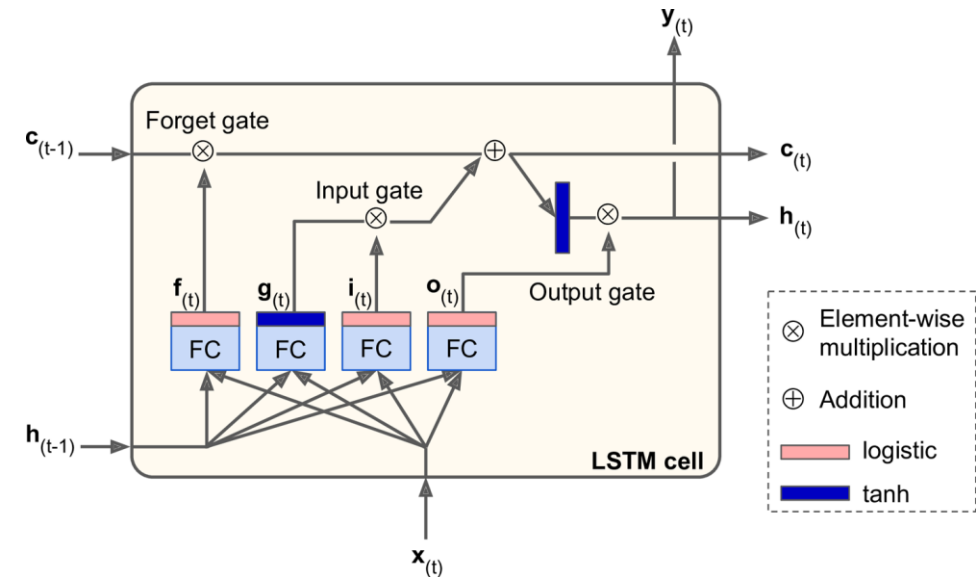 y(t)
Forget gate
c(t-1)
c(t)
Input gate
h(t)
f(t) g(t) i(t) o(t)
Output gate
FC FC FC FC
h(t-1)
LSTM cell
x(t)
⊗ Element-wise
multiplication
⊕ Addition
logistic
tanh